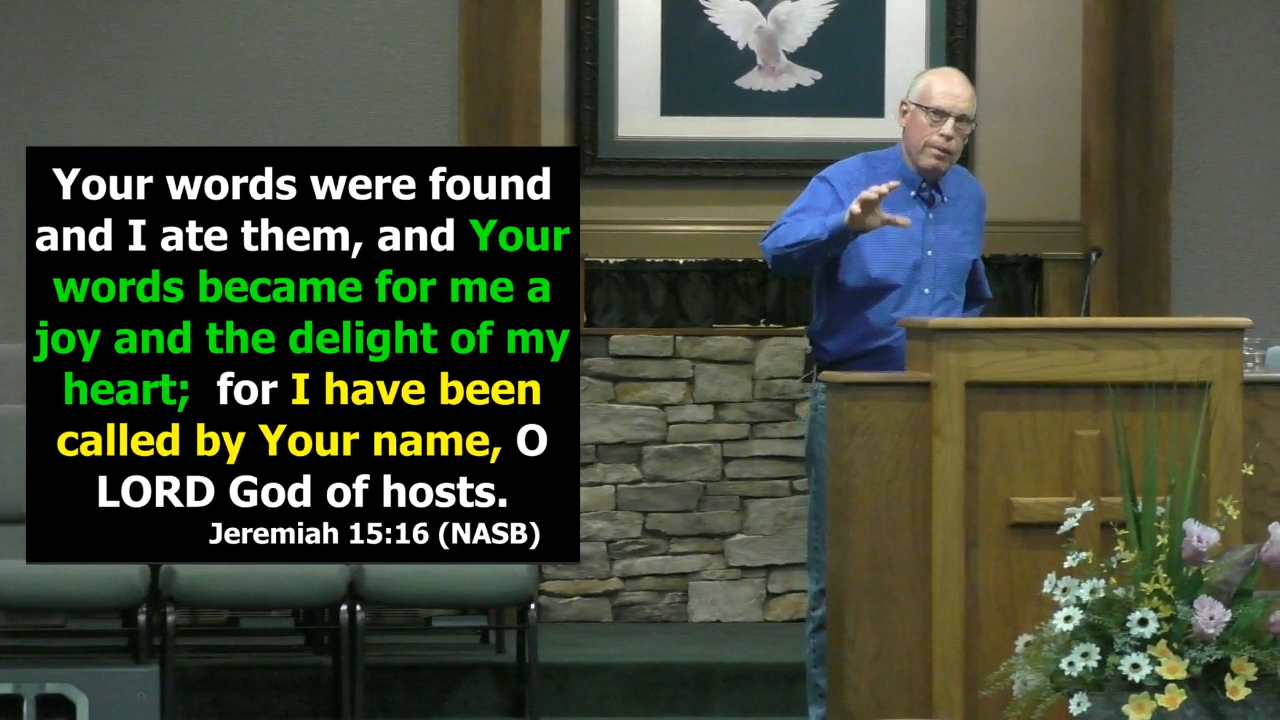 Your words were found
and I ate them, and Your
words became for me a
joy and the delight of my
heart; for I have been
called by Your name, O
LORD God of hosts.
Jeremiah 15:16 (NASB)